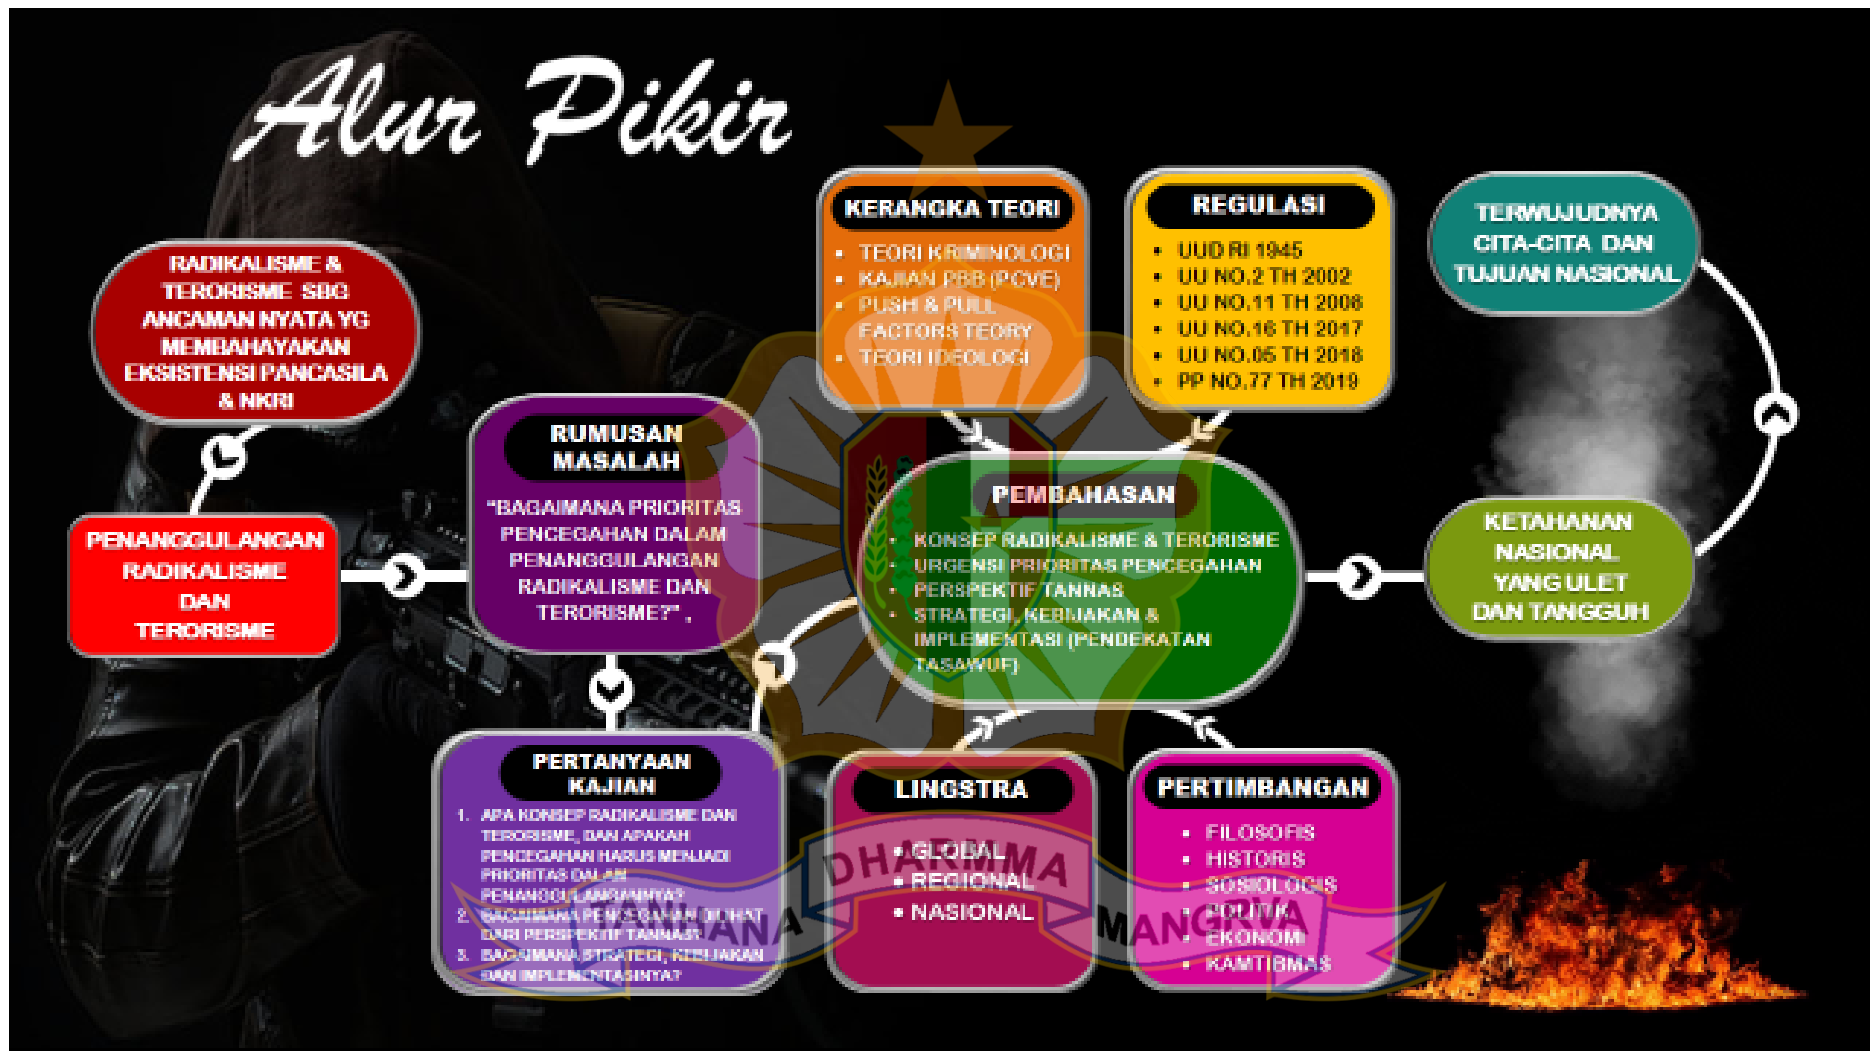 Alur Pikir
RADIKALISME &
TERORISME SBG
ANCAMAN NYATA YG
MEMBAHAYAKAN
EKSISTENSI PANCASILA
& NKRI
PENANGGULANGAN
RADIKALISME
DAN
TERORISME
RUMUSAN
MASALAH
"BAGAIMANA PRIORITAS
PENCEGAHAN DALAM
PENANGGULANGAN
RADIKALISME DAN
TERORISME?",
PERTANYAAN
KAJIAN
1. APA KONSEP RADIKALISME DAN
TERORISME, DAN APAKAH
PENCEGAHAN HARUS MENJADI
PRIORITAS DALAM
PENANGGULANGANNYA?
2. BAGAIMANA PENCEGAHAN DILIHAT
DARI PERSPEKTIF TANNAS?
3. BAGAIMANA STRATEGI, KEBIJAKAN
DAN IMPLEMENTASINYA?
KERANGKA TEORI
• TEORI KRIMINOLOGI
• KAJIAN PBB (PCVE)
• PUSH & PULL
FACTORS TEORY
• TEORI IDEOLOGI
REGULASI
• UUD RI 1945
• UU NO.2 TH 2002
• UU NO.11 TH 2008
• UU NO.16 TH 2017
• UU NO.05 TH 2018
• PP NO.77 TH 2019
PEMBAHASAN
• KONSEP RADIKALISME & TERORISME
• URGENSI PRIORITAS PENCEGAHAN
• PERSPEKTIF TANNAS
• STRATEGI, KEBIJAKAN &
IMPLEMENTASI (PENDEKATAN
TASAWUF)
LINGSTRA
• GLOBAL
• REGIONAL
• NASIONAL
PERTIMBANGAN
• FILOSOFIS
• HISTORIS
• SOSIOLOGIS
• POLITIK
• EKONOMI
• KAMTIBMAS
KETAHANAN
NASIONAL
YANG ULET
DAN TANGGUH
TERWUJUDNYA
CITA-CITA DAN
TUJUAN NASIONAL
TANHANA DHARMMA MANGRVA